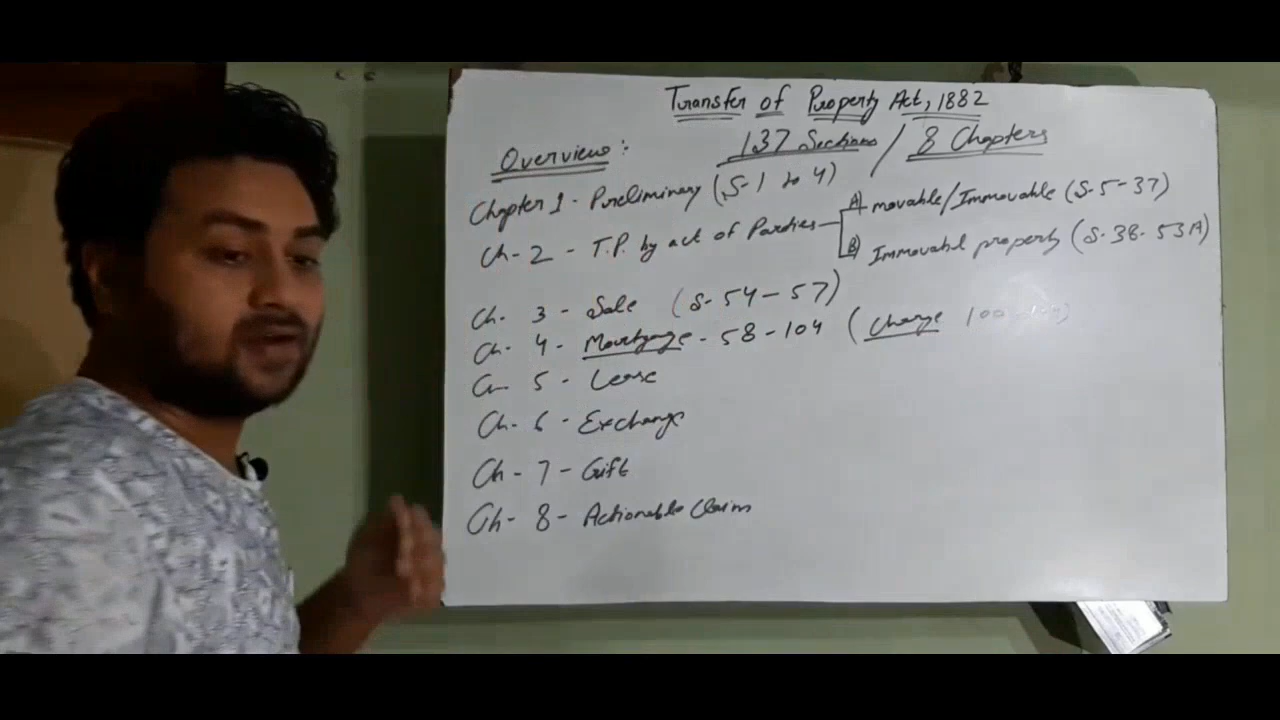 Transfer of Property Act, 1882
Overview: 137 Sections / 8 Chapters
Chapter 1 - Preliminary (S-1 to 4)
Ch- 2 - T.P. by act of Parties
A) movable/Immovable (S-5-37)
B) Immovabl property (S-38-53A)
Ch- 3 - Sale (S-54-57)
Ch- 4 - Mortgage - 58-104 (Charge 100
Ch- 5 - Lease
Ch- 6 - Exchange
Ch- 7 - Gift
Ch- 8 - Actionable Claim